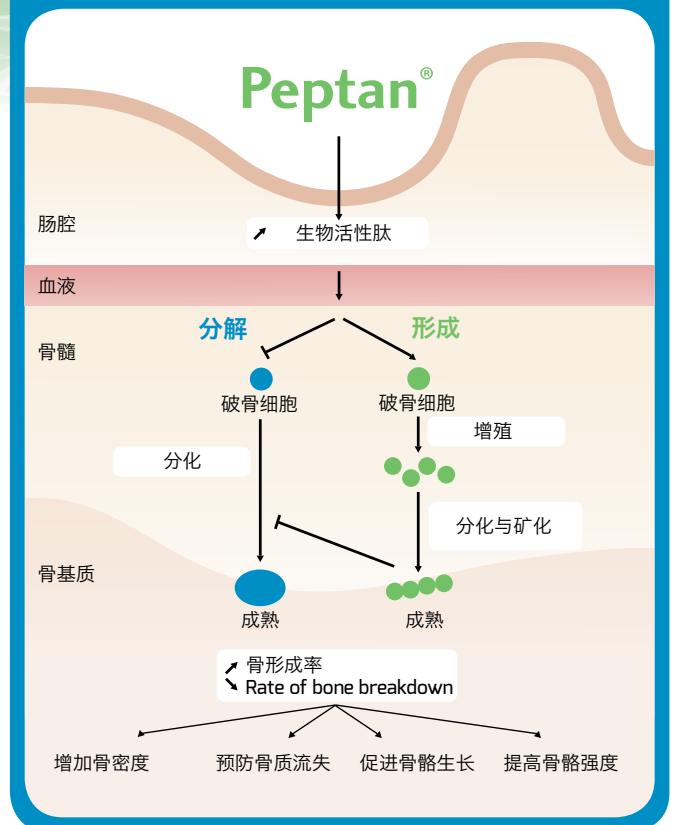 Peptan®
肠腔
生物活性肽
血液
分解
形成
骨髓
破骨细胞
破骨细胞
增殖
分化
分化与矿化
骨基质
成熟
成熟
骨形成率
Rate of bone breakdown
增加骨密度
预防骨质流失
促进骨骼生长
提高骨骼强度